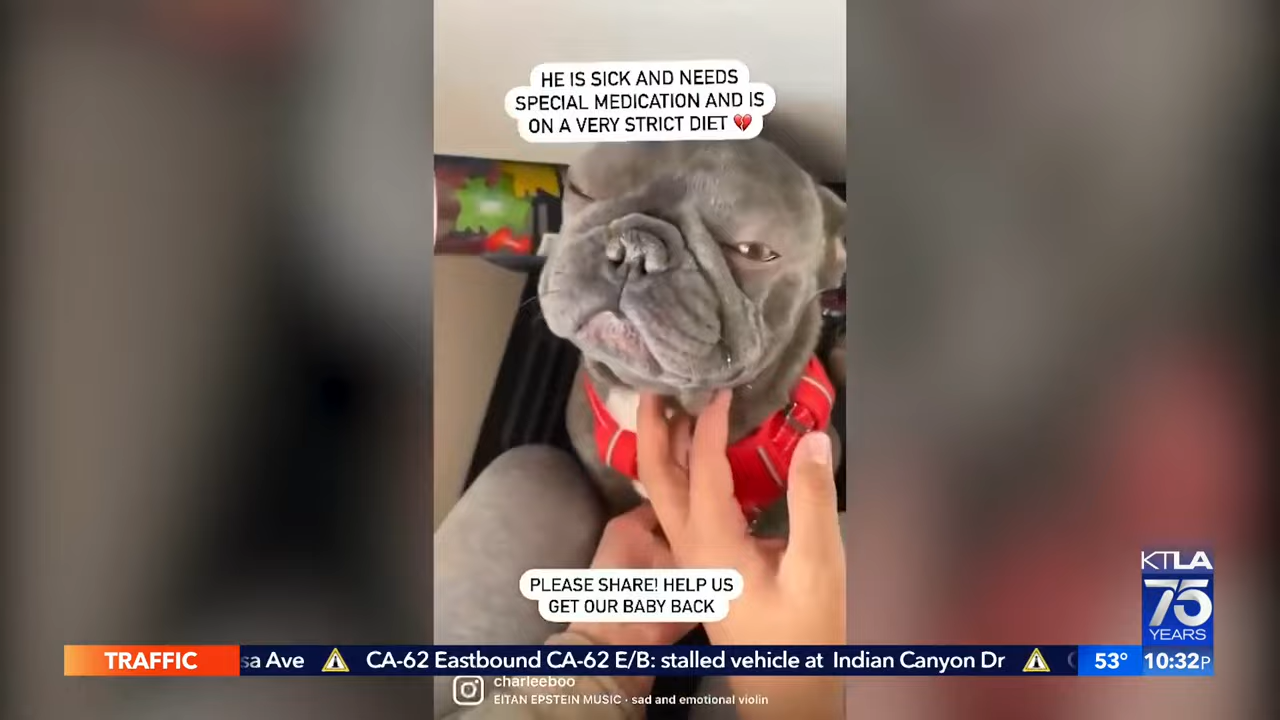 HE IS SICK AND NEEDS
SPECIAL MEDICATION AND IS
ON A VERY STRICT DIET 💔
PLEASE SHARE! HELP US
GET OUR BABY BACK
KTLA
75
YEARS
TRAFFIC
sa Ave
CA-62 Eastbound CA-62 E/B: stalled vehicle at Indian Canyon Dr
53° 10:32P
charleeboo
EITAN EPSTEIN MUSIC · sad and emotional violin